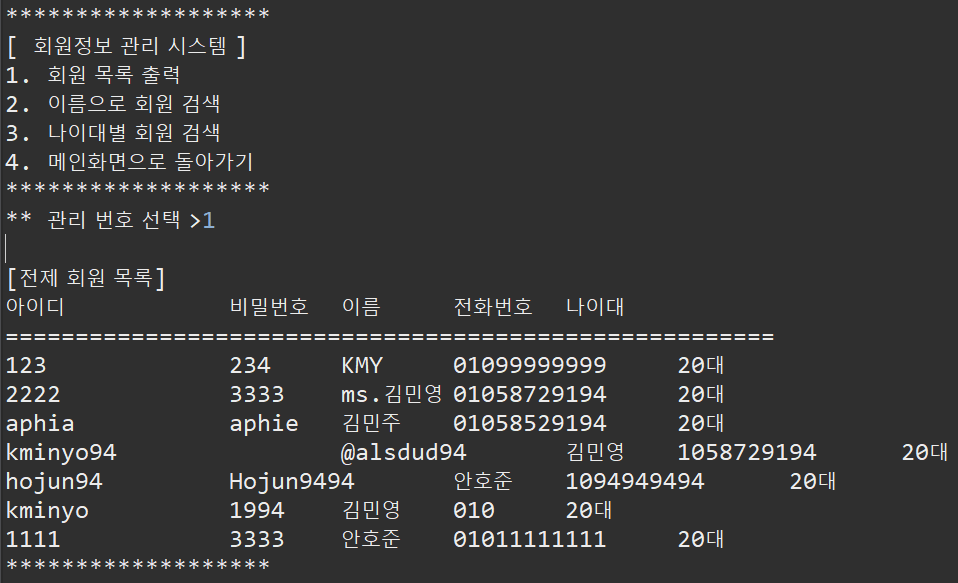 *******************
[ 회원정보 관리 시스템 ]
1. 회원 목록 출력
2. 이름으로 회원 검색
3. 나이대별 회원 검색
4. 메인화면으로 돌아가기
*******************
** 관리 번호 선택 >1
[전제 회원 목록]
아이디 비밀번호 이름 전화번호 나이대
=======================================================
123 234 KMY 01099999999 20대
2222 3333 ms.김민영 01058729194 20대
aphia aphie 김민주 01058529194 20대
kminyo94 @alsdud94 김민영 1058729194 20대
hojun94 Hojun9494 안호준 1094949494 20대
kminyo 1994 김민영 010 20대
1111 3333 안호준 01011111111 20대
*******************